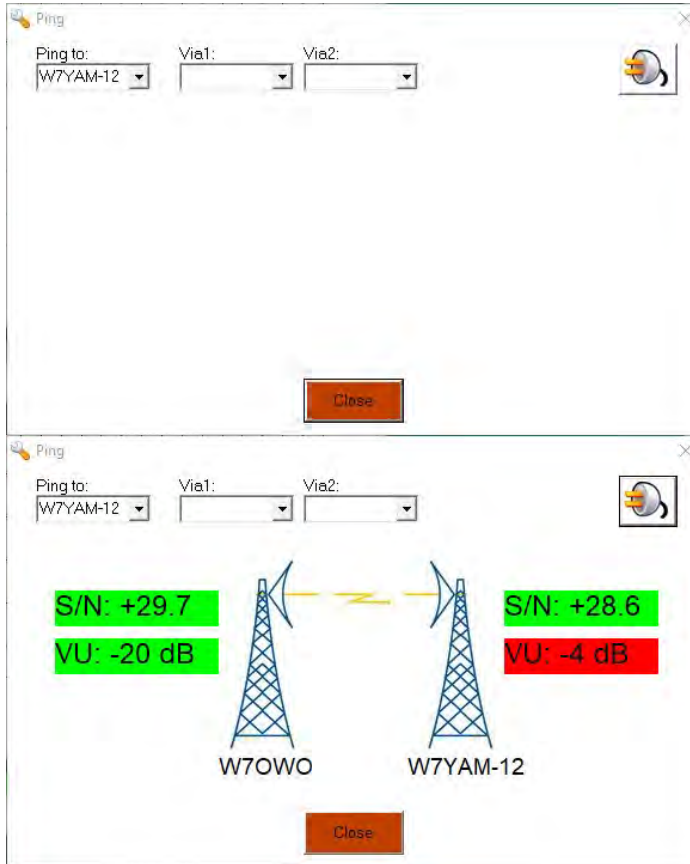 Ping
Ping to: Via1: Via2:
W7YAM-12
Close
Ping
Ping to: Via1: Via2:
W7YAM-12
S/N: +29.7 S/N: +28.6
VU: -20 dB VU: -4 dB
W7OWO W7YAM-12
Close